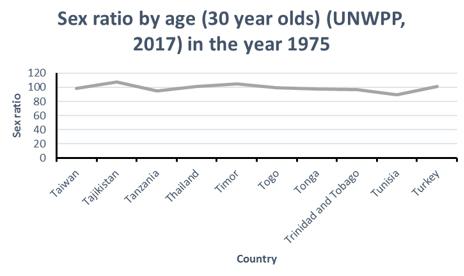 Sex ratio by age (30 year olds) (UNWPP,
2017) in the year 1975
120
100
80
60
40
20
0
Sex ratio
Taiwan
Tajikistan
Tanzania
Thailand
Timor
Togo
Tonga
Trinidad and Tobago
Tunisia
Turkey
Country